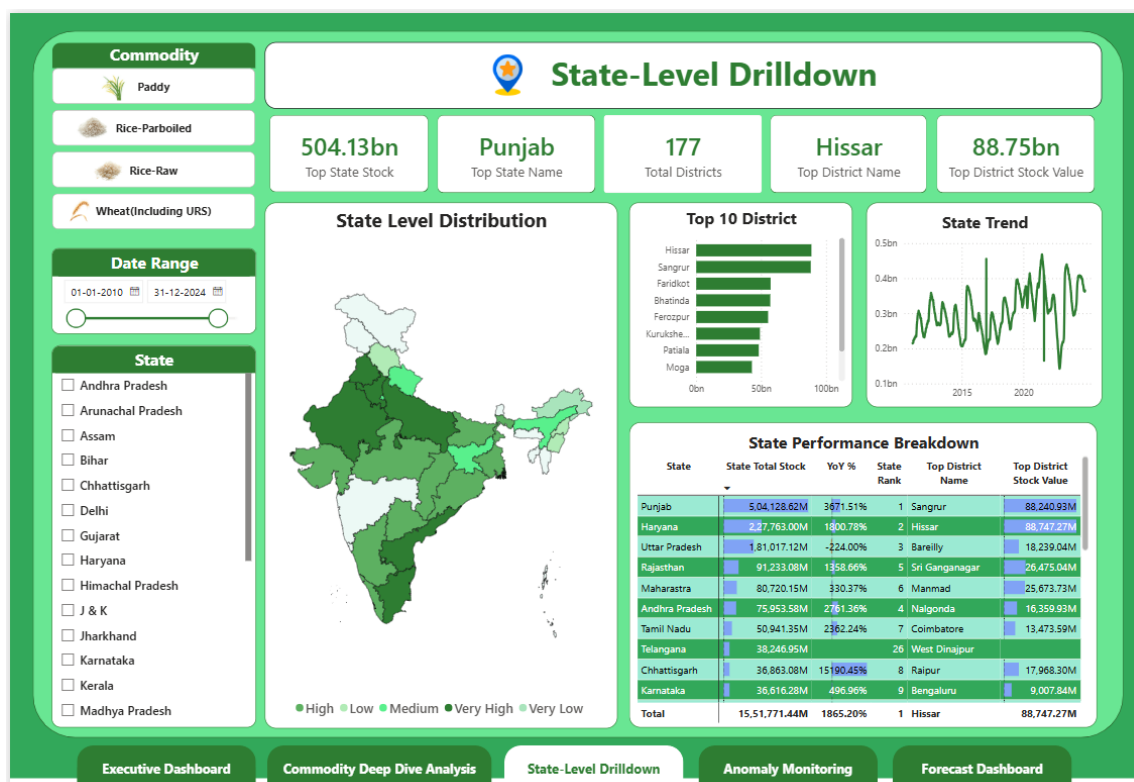 Commodity
Paddy
Rice-Parboiled
Rice-Raw
Wheat(Including URS)
Date Range
01-01-2010 31-12-2024
State
Andhra Pradesh
Arunachal Pradesh
Assam
Bihar
Chhattisgarh
Delhi
Gujarat
Haryana
Himachal Pradesh
J & K
Jharkhand
Karnataka
Kerala
Madhya Pradesh
State-Level Drilldown
504.13bn
Top State Stock
Punjab
Top State Name
177
Total Districts
Hissar
Top District Name
88.75bn
Top District Stock Value
State Level Distribution
High Low Medium Very High Very Low
Top 10 District
Hissar
Sangrur
Faridkot
Bhatinda
Ferozpur
Kurukshe...
Patiala
Moga
0bn 50bn 100bn
State Trend
0.5bn
0.4bn
0.3bn
0.2bn
0.1bn
2015 2020
State Performance Breakdown
State State Total Stock YoY % State Rank Top District Name Top District Stock Value
Punjab 5,04,128.62M 3671.51% 1 Sangrur 88,240.93M
Haryana 2,27,763.00M 1800.78% 2 Hissar 88,747.27M
Uttar Pradesh 1,81,017.12M -224.00% 3 Bareilly 18,239.04M
Rajasthan 91,233.08M 1358.66% 5 Sri Ganganagar 26,475.04M
Maharastra 80,720.15M 330.37% 6 Manmad 25,673.73M
Andhra Pradesh 75,953.58M 2761.36% 4 Nalgonda 16,359.93M
Tamil Nadu 50,941.35M 2362.24% 7 Coimbatore 13,473.59M
Telangana 38,246.95M 26 West Dinajpur
Chhattisgarh 36,863.08M 15190.45% 8 Raipur 17,968.30M
Karnataka 36,616.28M 496.96% 9 Bengaluru 9,007.84M
Total 15,51,771.44M 1865.20% 1 Hissar 88,747.27M
Executive Dashboard
Commodity Deep Dive Analysis
State-Level Drilldown
Anomaly Monitoring
Forecast Dashboard